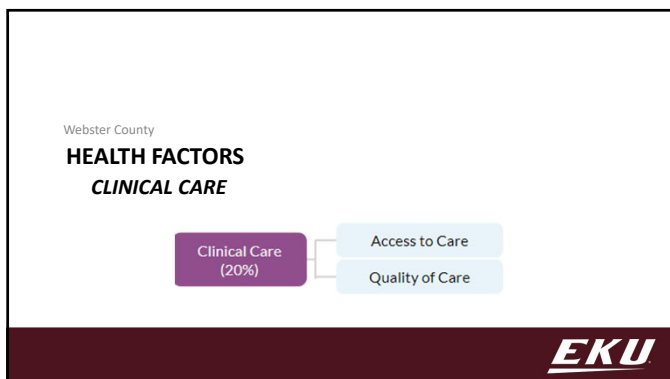 Webster County
HEALTH FACTORS
CLINICAL CARE
Clinical Care
(20%)
Access to Care
Quality of Care
EKU